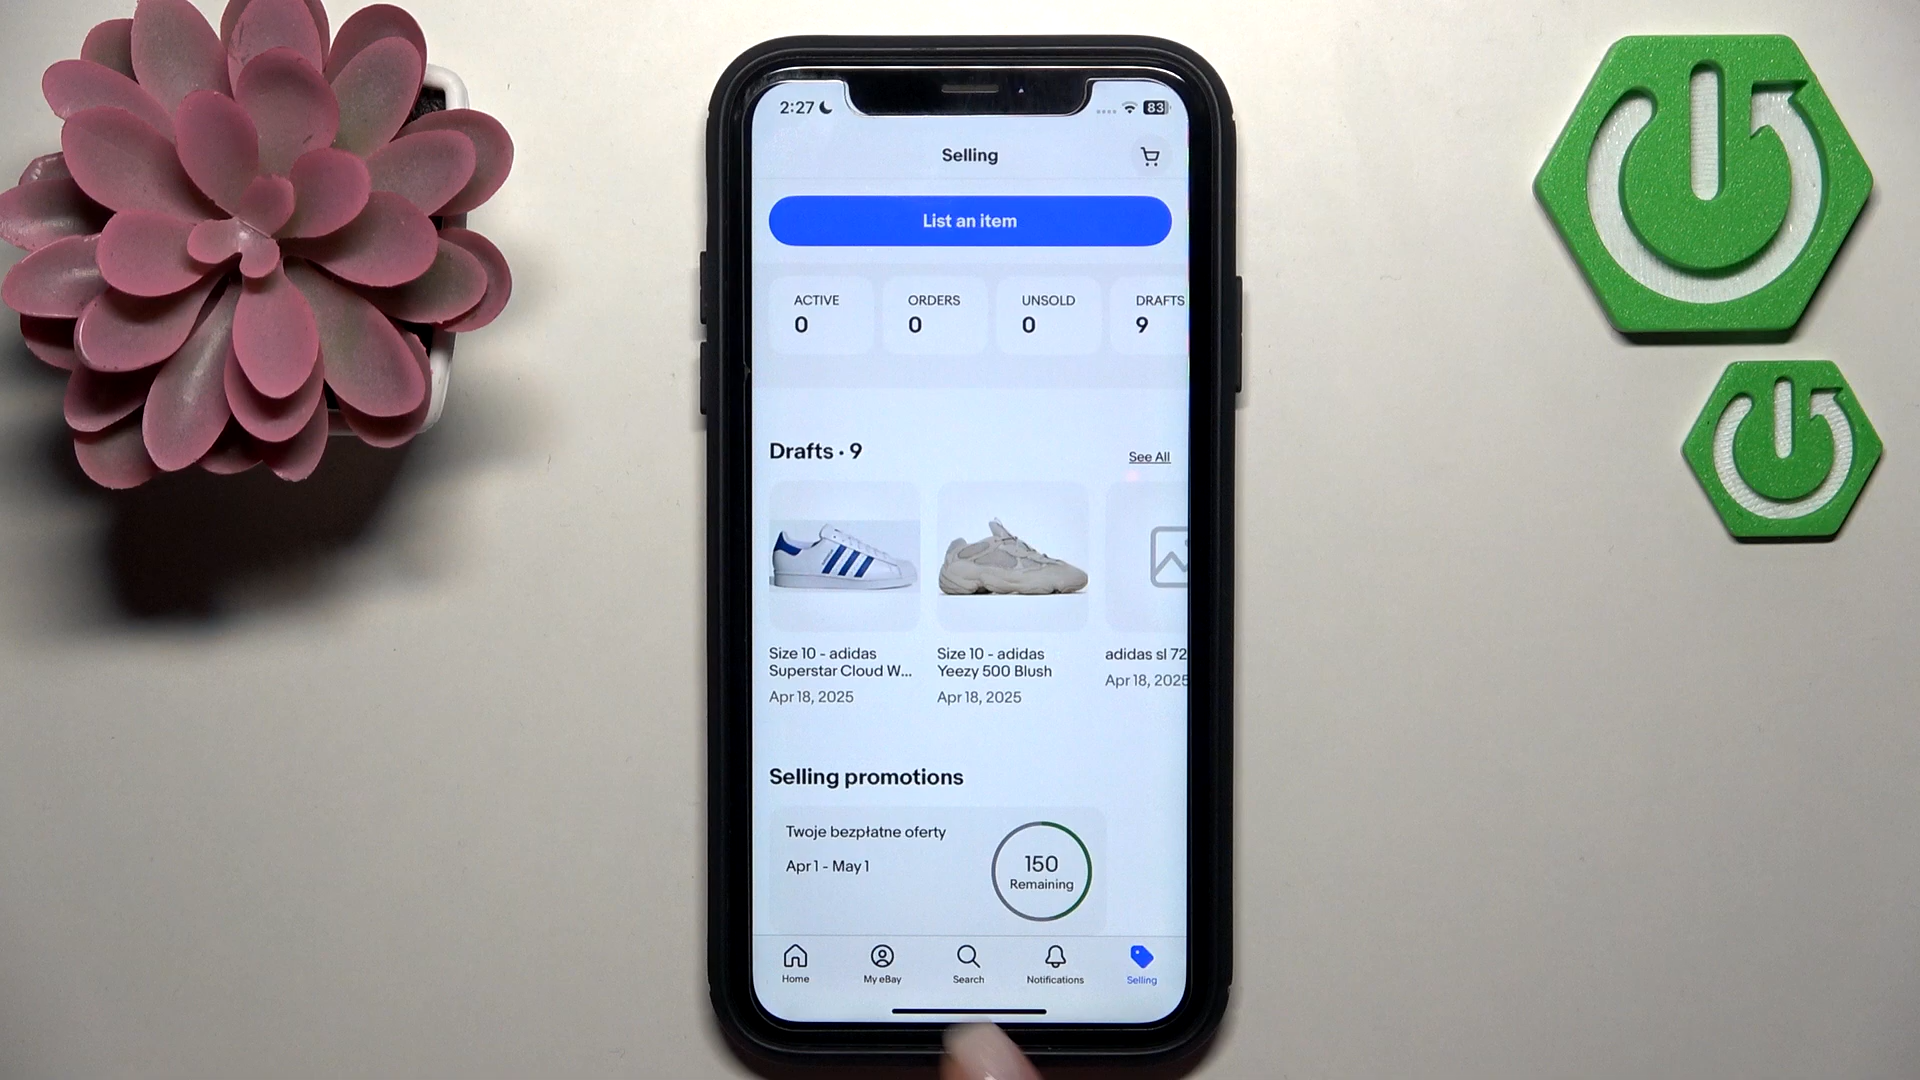 2:27
83
Selling
List an item
ACTIVE
0
ORDERS
0
UNSOLD
0
DRAFTS
9
Drafts · 9
See All
Size 10 - adidas
Superstar Cloud W...
Apr 18, 2025
Size 10 - adidas
Yeezy 500 Blush
Apr 18, 2025
adidas sl 72
Apr 18, 2025
Selling promotions
Twoje bezpłatne oferty
Apr 1 - May 1
150
Remaining
Home
My eBay
Search
Notifications
Selling